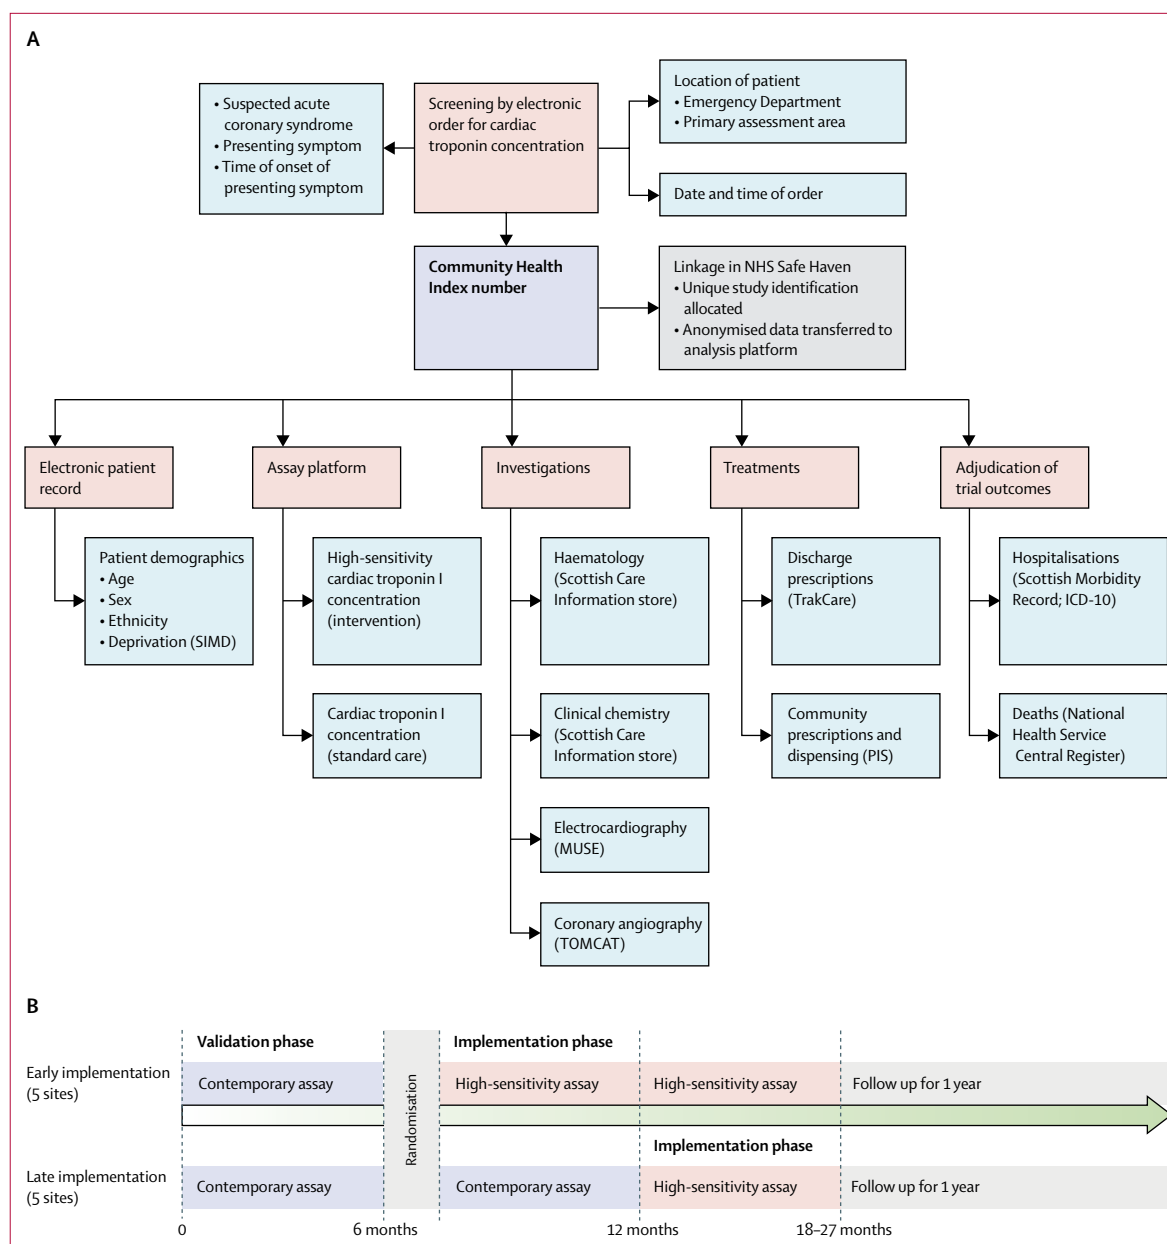 A
• Suspected acute
coronary syndrome
• Presenting symptom
• Time of onset of
presenting symptom
Screening by electronic
order for cardiac
troponin concentration
Location of patient
• Emergency Department
• Primary assessment area
Date and time of order
Community Health
Index number
Linkage in NHS Safe Haven
• Unique study identification
allocated
• Anonymised data transferred to
analysis platform
Electronic patient
record
Assay platform
Investigations
Treatments
Adjudication of
trial outcomes
Patient demographics
• Age
• Sex
• Ethnicity
• Deprivation (SIMD)
High-sensitivity
cardiac troponin I
concentration
(intervention)
Haematology
(Scottish Care
Information store)
Discharge
prescriptions
(TrakCare)
Hospitalisations
(Scottish Morbidity
Record; ICD-10)
Cardiac troponin I
concentration
(standard care)
Clinical chemistry
(Scottish Care
Information store)
Community
prescriptions and
dispensing (PIS)
Deaths (National
Health Service
Central Register)
Electrocardiography
(MUSE)
Coronary angiography
(TOMCAT)
B
Validation phase
Implementation phase
Early implementation
(5 sites)
Contemporary assay
Randomisation
High-sensitivity assay
High-sensitivity assay
Follow up for 1 year
Implementation phase
Late implementation
(5 sites)
Contemporary assay
Contemporary assay
High-sensitivity assay
Follow up for 1 year
0
6 months
12 months
18–27 months